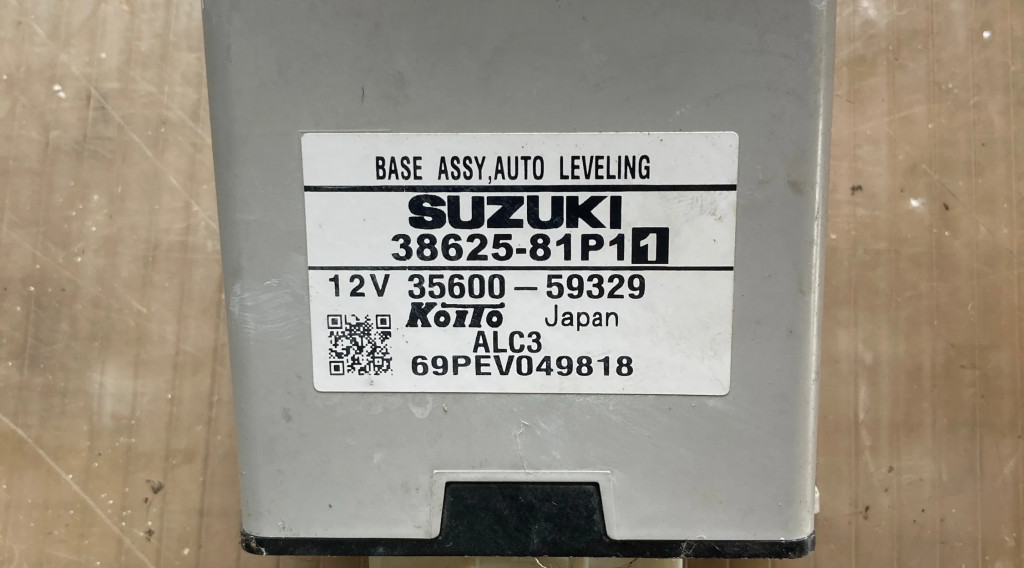 BASE ASSY,AUTO LEVELING
SUZUKI
38625-81P11
12V 35600-59329
KOITO Japan
ALC3
69PEV049818